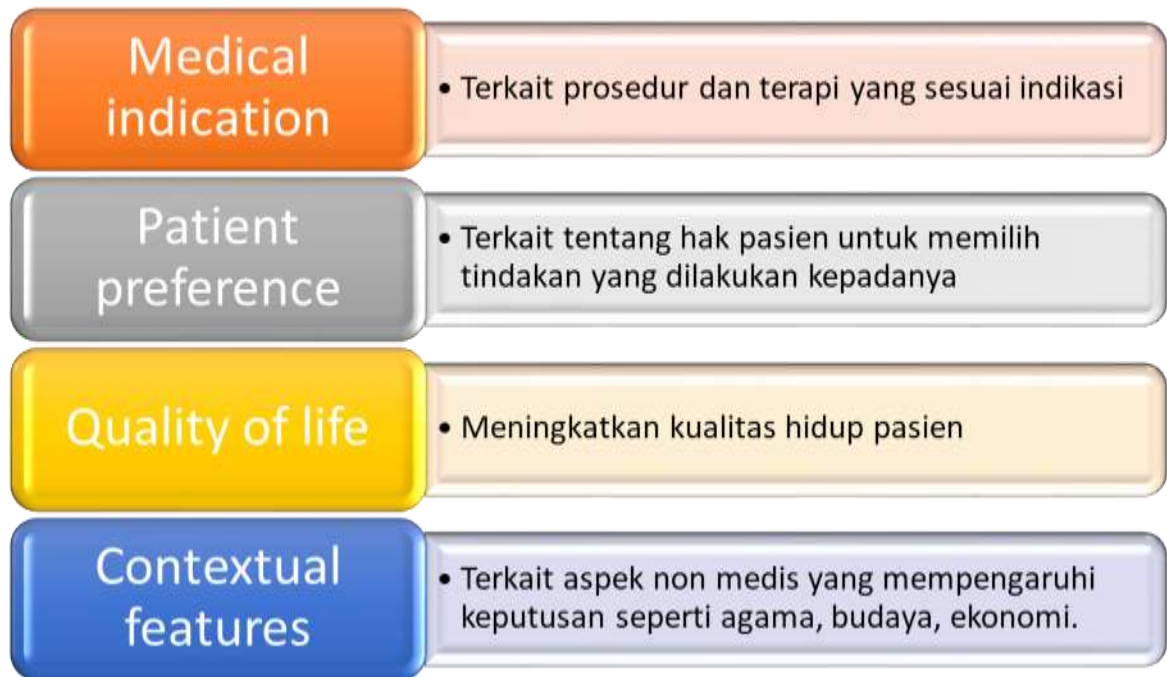 Medical
indication
• Terkait prosedur dan terapi yang sesuai indikasi
Patient
preference
• Terkait tentang hak pasien untuk memilih
tindakan yang dilakukan kepadanya
Quality of life
• Meningkatkan kualitas hidup pasien
Contextual
features
• Terkait aspek non medis yang mempengaruhi
keputusan seperti agama, budaya, ekonomi.